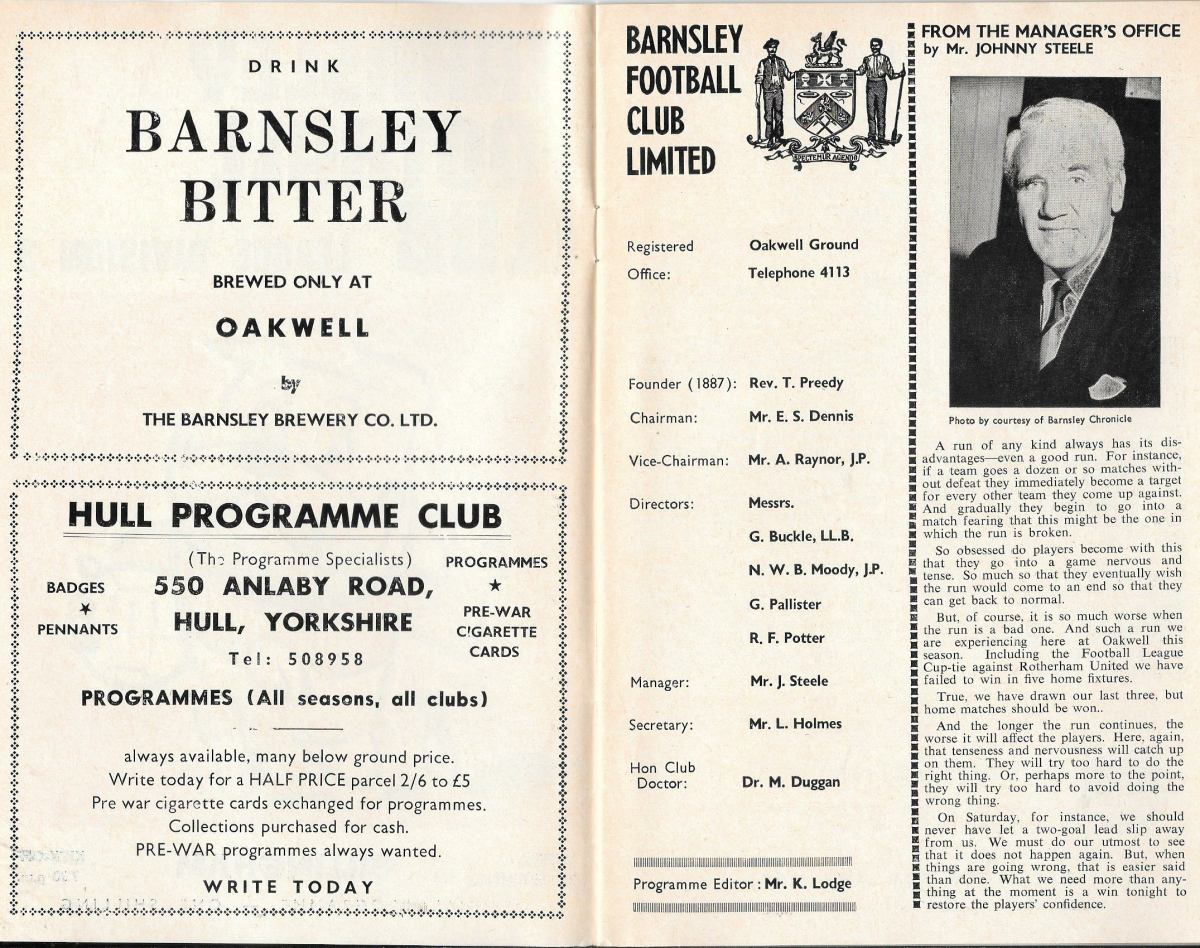 DRINK
BARNSLEY
BITTER
BREWED ONLY AT
OAKWELL
by
THE BARNSLEY BREWERY CO. LTD.
HULL PROGRAMME CLUB
(The Programme Specialists)
550 ANLABY ROAD,
HULL, YORKSHIRE
Tel: 508958
BADGES
★
PENNANTS
PROGRAMMES
★
PRE-WAR
CIGARETTE
CARDS
PROGRAMMES (All seasons, all clubs)
always available, many below ground price.
Write today for a HALF PRICE parcel 2/6 to £5
Pre war cigarette cards exchanged for programmes.
Collections purchased for cash.
PRE-WAR programmes always wanted.
WRITE TODAY
BARNSLEY
FOOTBALL
CLUB
LIMITED
SPECTEMUR AGENDO
Registered Oakwell Ground
Office: Telephone 4113
Founder (1887): Rev. T. Preedy
Chairman: Mr. E. S. Dennis
Vice-Chairman: Mr. A. Raynor, J.P.
Directors: Messrs.
G. Buckle, LL.B.
N. W. B. Moody, J.P.
G. Pallister
R. F. Potter
Manager: Mr. J. Steele
Secretary: Mr. L. Holmes
Hon Club
Doctor: Dr. M. Duggan
Programme Editor : Mr. K. Lodge
FROM THE MANAGER'S OFFICE
by Mr. JOHNNY STEELE
Photo by courtesy of Barnsley Chronicle
A run of any kind always has its dis-
advantages—even a good run. For instance,
if a team goes a dozen or so matches with-
out defeat they immediately become a target
for every other team they come up against.
And gradually they begin to go into a
match fearing that this might be the one in
which the run is broken.
So obsessed do players become with this
that they go into a game nervous and
tense. So much so that they eventually wish
the run would come to an end so that they
can get back to normal.
But, of course, it is so much worse when
the run is a bad one. And such a run we
are experiencing here at Oakwell this
season. Including the Football League
Cup-tie against Rotherham United we have
failed to win in five home fixtures.
True, we have drawn our last three, but
home matches should be won..
And the longer the run continues, the
worse it will affect the players. Here, again,
that tenseness and nervousness will catch up
on them. They will try too hard to do the
right thing. Or, perhaps more to the point,
they will try too hard to avoid doing the
wrong thing.
On Saturday, for instance, we should
never have let a two-goal lead slip away
from us. We must do our utmost to see
that it does not happen again. But, when
things are going wrong, that is easier said
than done. What we need more than any-
thing at the moment is a win tonight to
restore the players' confidence.